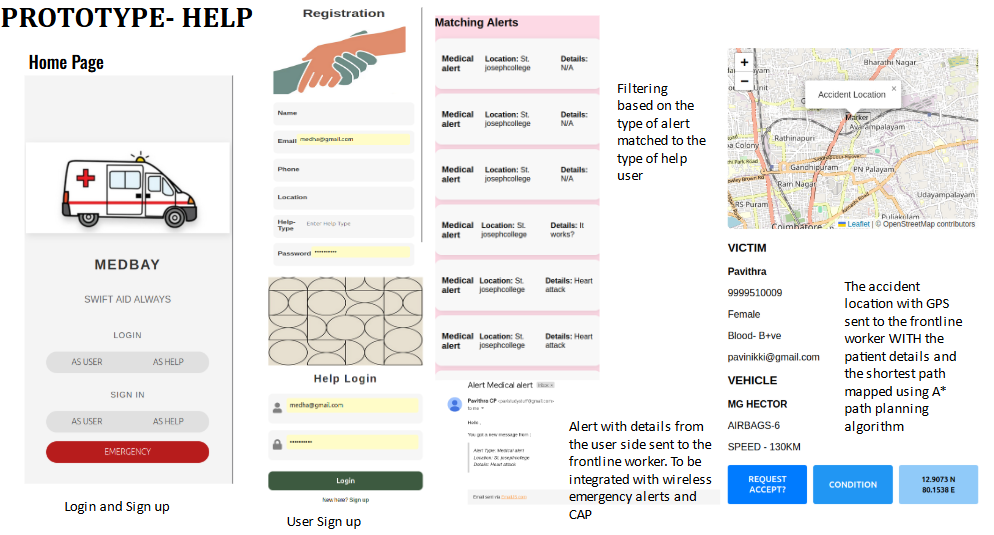 PROTOTYPE- HELP
Home Page
MEDBAY
SWIFT AID ALWAYS
LOGIN
AS USER AS HELP
SIGN IN
AS USER AS HELP
EMERGENCY
Login and Sign up
Registration
Name
Email medha@gmail.com
Phone
Location
Help-
Type Enter Help Type
Password ••••••••••
Help Login
medha@gmail.com
••••••••••
Login
New here? Sign up
User Sign up
Matching Alerts
Medical
alert
Location: St.
josephcollege
Details:
N/A
Medical
alert
Location: St.
josephcollege
Details:
N/A
Medical
alert
Location: St.
josephcollege
Details:
N/A
Medical
alert
Location: St.
josephcollege
Details: It
works?
Medical
alert
Location: St.
josephcollege
Details: Heart
attack
Medical
alert
Location: St.
josephcollege
Details: Heart
attack
Alert Medical alert Inbox ×
Pavithra CP
to me
Hello ,
You got a new message from :
Alert Type: Medical alert
Location: St. josephcollege
Details: Heart attack
Email sent via
Filtering
based on the
type of alert
matched to the
type of help
user
Alert with details from
the user side sent to the
frontline worker. To be
integrated with wireless
emergency alerts and
CAP
+
−
Accident Location
×
Marker
Bharathi Nagar
Avarampalayam
Rathinapuri
Gandhipuram
PN Palayam
Ram Nagar
RS Puram
Udayampalayam
Puliakulam
Coimbatore
Leaflet | © OpenStreetMap contributors
VICTIM
Pavithra
9999510009
Female
Blood- B+ve
pavinikki@gmail.com
VEHICLE
MG HECTOR
AIRBAGS-6
SPEED - 130KM
REQUEST
ACCEPT?
CONDITION
12.9073 N
80.1538 E
The accident
location with GPS
sent to the frontline
worker WITH the
patient details and
the shortest path
mapped using A*
path planning
algorithm